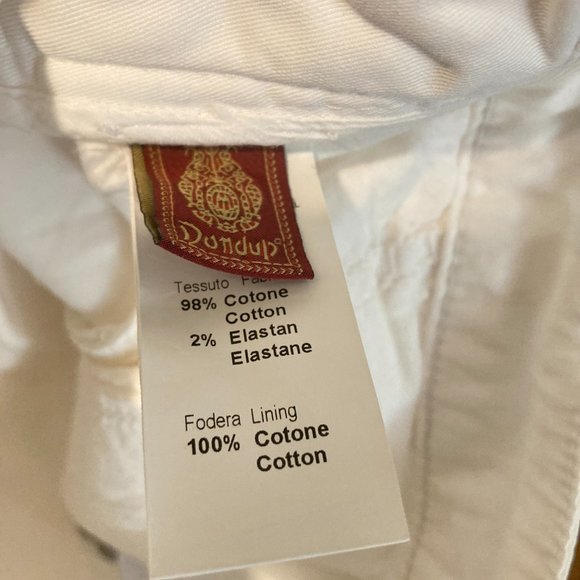 Dondup
Tessuto
98% Cotone
Cotton
2% Elastan
Elastane
Fodera Lining
100% Cotone
Cotton